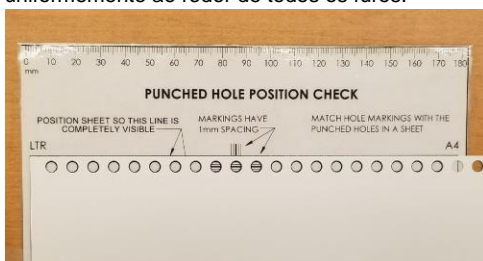 uniformemente ao redor de todos os furos.
0 10 20 30 40 50 60 70 80 90 100 110 120 130 140 150 160 170 180
mm
PUNCHED HOLE POSITION CHECK
POSITION SHEET SO THIS LINE IS
COMPLETELY VISIBLE
MARKINGS HAVE
1mm SPACING
MATCH HOLE MARKINGS WITH THE
PUNCHED HOLES IN A SHEET
LTR
A4